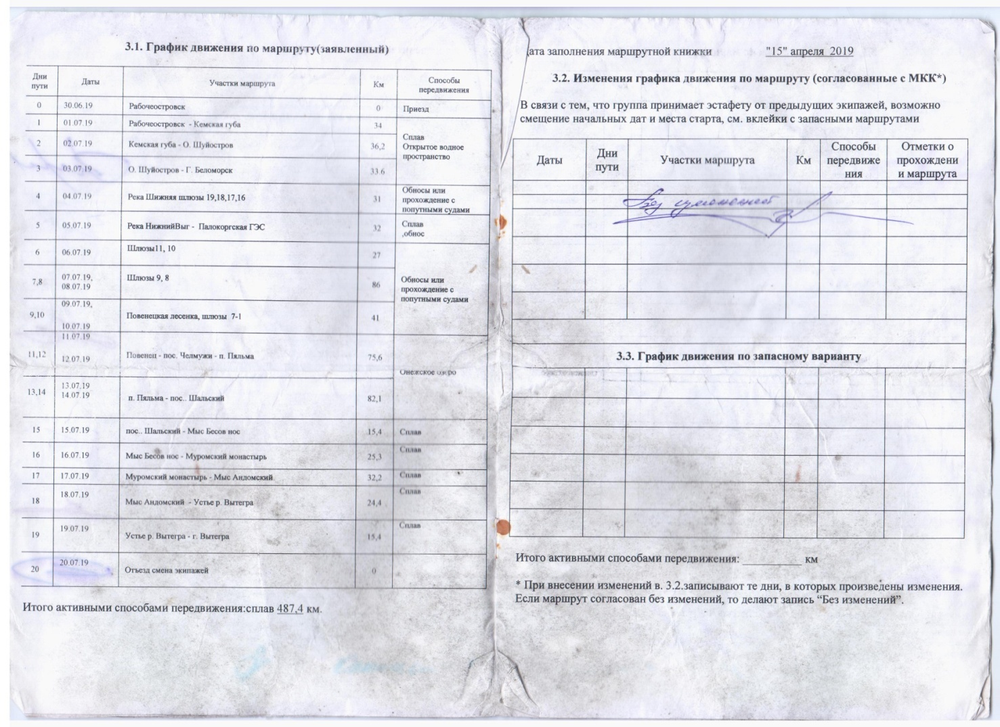 3.1. График движения по маршруту(заявленный)
Дни пути Даты Участки маршрута Км Способы передвижения
0 30.06.19 Рабочеостровск 0 Приезд
1 01.07.19 Рабочеостровск - Кемская губа 34
Сплав
Открытое водное
пространство
2 02.07.19 Кемская губа - О. Шуйостров 36,2
3 03.07.19 О. Шуйостров - Г. Беломорск 33 6
4 04.07.19 Река Шижняя шлюзы 19,18,17,16 31
Обносы или
прохождение с
попутными судами
5 05.07.19 Река НижнийВыг - Палокоргская ГЭС 32
Сплав
,обнос
6 06.07.19 Шлюзы11, 10 27
7,8 07.07.19,
08.07.19
Шлюзы 9, 8 86
Обносы или
прохождение с
попутными судами
9,10 09.07.19,
10.07.19
Повенецкая лесенка, шлюзы 7-1 41
11,12 11.07.19
12.07.19
Повенец - пос. Челмужи - п. Пяльма 75,6
Онежское озеро
13,14 13.07.19
14.07.19
п. Пяльма - пос.. Шальский 82,1
15 15.07.19 пос.. Шальский - Мыс Бесов нос 15,4 Сплав
16 16.07.19 Мыс Бесов нос - Муромский монастырь 25,3 Сплав
17 17.07.19 Муромский монастырь - Мыс Андомский 32,2 Сплав
18 18.07.19 Мыс Андомский - Устье р. Вытегра 24,4 Сплав
19 19.07.19 Устье р. Вытегра - г. Вытегра 15,4 Сплав
20 20.07.19 Отъезд смена экипажей 0
Итого активными способами передвижения:сплав 487,4 км.
дата заполнения маршрутной книжки "15" апреля 2019
3.2. Изменения графика движения по маршруту (согласованные с МКК*)
В связи с тем, что группа принимает эстафету от предыдущих экипажей, возможно
смещение начальных дат и места старта, см. вклейки с запасными маршрутами
Даты Дни пути Участки маршрута Км Способы передвиже ния Отметки о прохождени и маршрута
Без изменений
3.3. График движения по запасному варианту
Итого активными способами передвижения: __________ км
* При внесении изменений в. 3.2.записывают те дни, в которых произведены изменения.
Если маршрут согласован без изменений, то делают запись “Без изменений”.